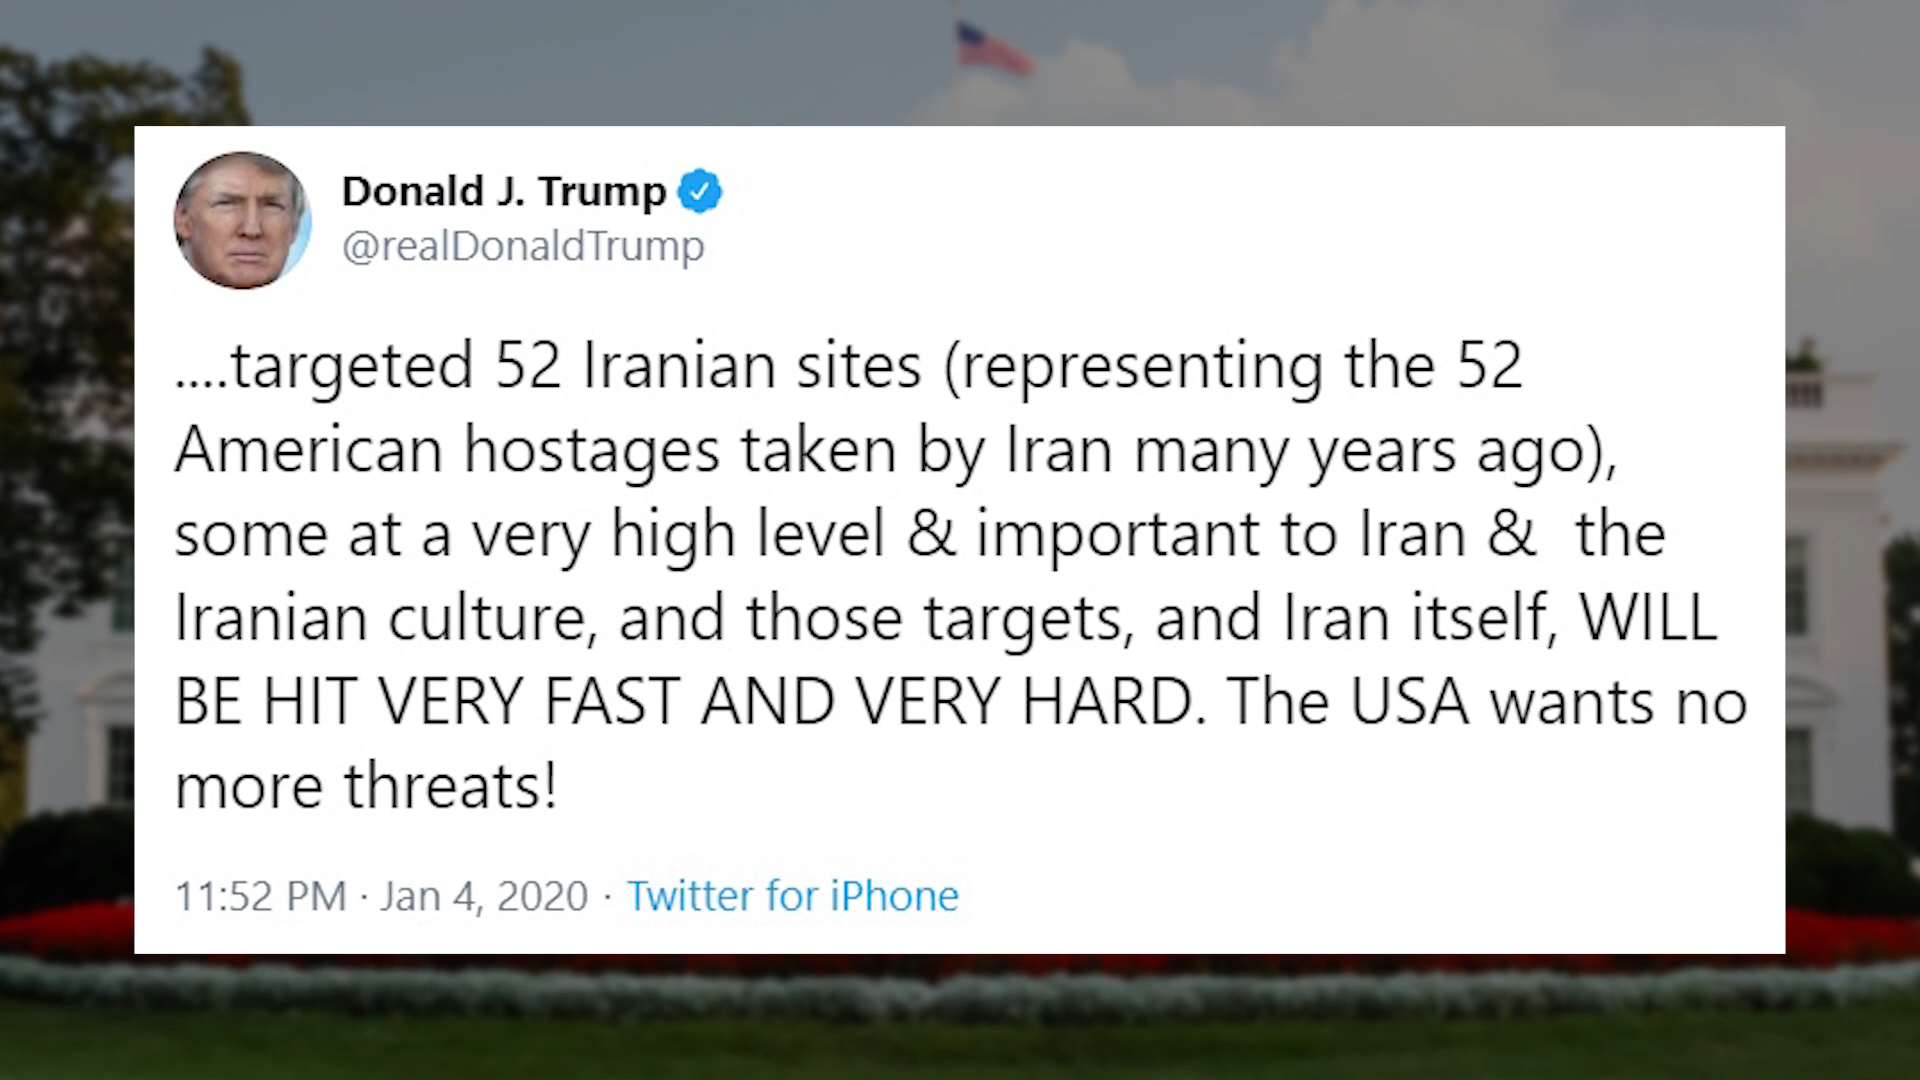 Donald J. Trump
@realDonaldTrump
....targeted 52 Iranian sites (representing the 52
American hostages taken by Iran many years ago),
some at a very high level & important to Iran &  the
Iranian culture, and those targets, and Iran itself, WILL
BE HIT VERY FAST AND VERY HARD. The USA wants no
more threats!
11:52 PM · Jan 4, 2020 · Twitter for iPhone